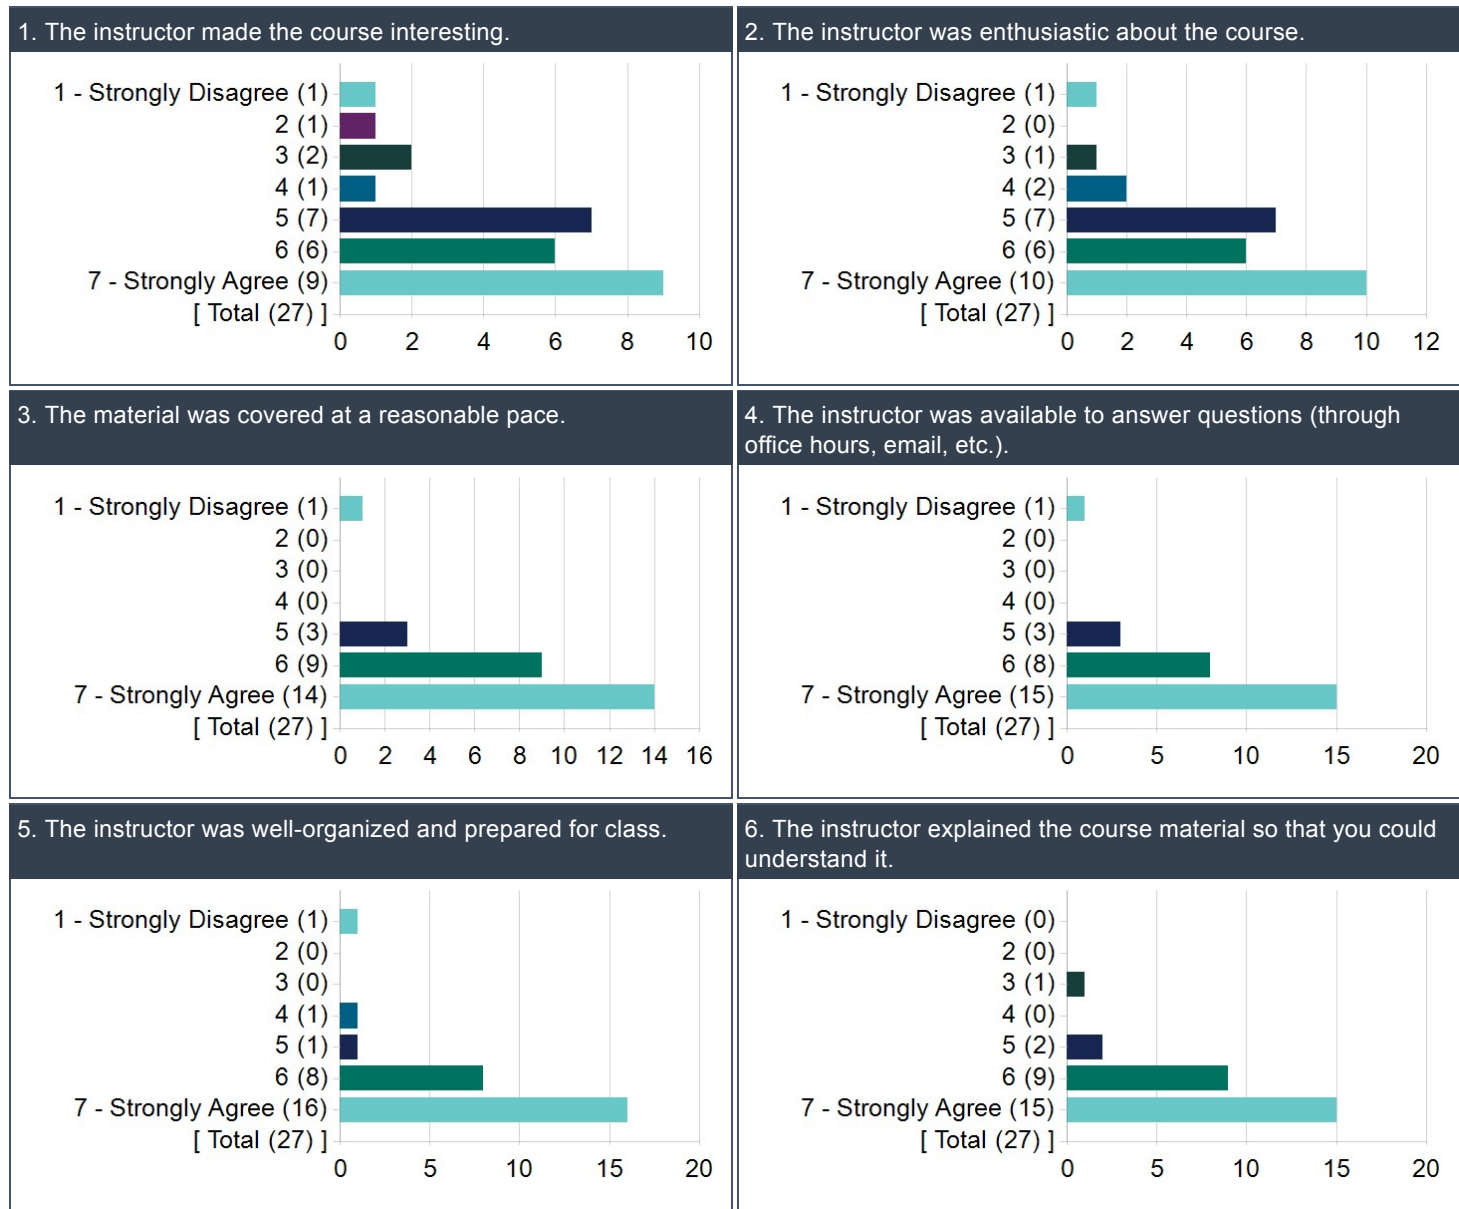 1. The instructor made the course interesting.
1 - Strongly Disagree (1)
2 (1)
3 (2)
4 (1)
5 (7)
6 (6)
7 - Strongly Agree (9)
[ Total (27) ]
0 2 4 6 8 10
2. The instructor was enthusiastic about the course.
1 - Strongly Disagree (1)
2 (0)
3 (1)
4 (2)
5 (7)
6 (6)
7 - Strongly Agree (10)
[ Total (27) ]
0 2 4 6 8 10 12
3. The material was covered at a reasonable pace.
1 - Strongly Disagree (1)
2 (0)
3 (0)
4 (0)
5 (3)
6 (9)
7 - Strongly Agree (14)
[ Total (27) ]
0 2 4 6 8 10 12 14 16
4. The instructor was available to answer questions (through
office hours, email, etc.).
1 - Strongly Disagree (1)
2 (0)
3 (0)
4 (0)
5 (3)
6 (8)
7 - Strongly Agree (15)
[ Total (27) ]
0 5 10 15 20
5. The instructor was well-organized and prepared for class.
1 - Strongly Disagree (1)
2 (0)
3 (0)
4 (1)
5 (1)
6 (8)
7 - Strongly Agree (16)
[ Total (27) ]
0 5 10 15 20
6. The instructor explained the course material so that you could
understand it.
1 - Strongly Disagree (0)
2 (0)
3 (1)
4 (0)
5 (2)
6 (9)
7 - Strongly Agree (15)
[ Total (27) ]
0 5 10 15 20